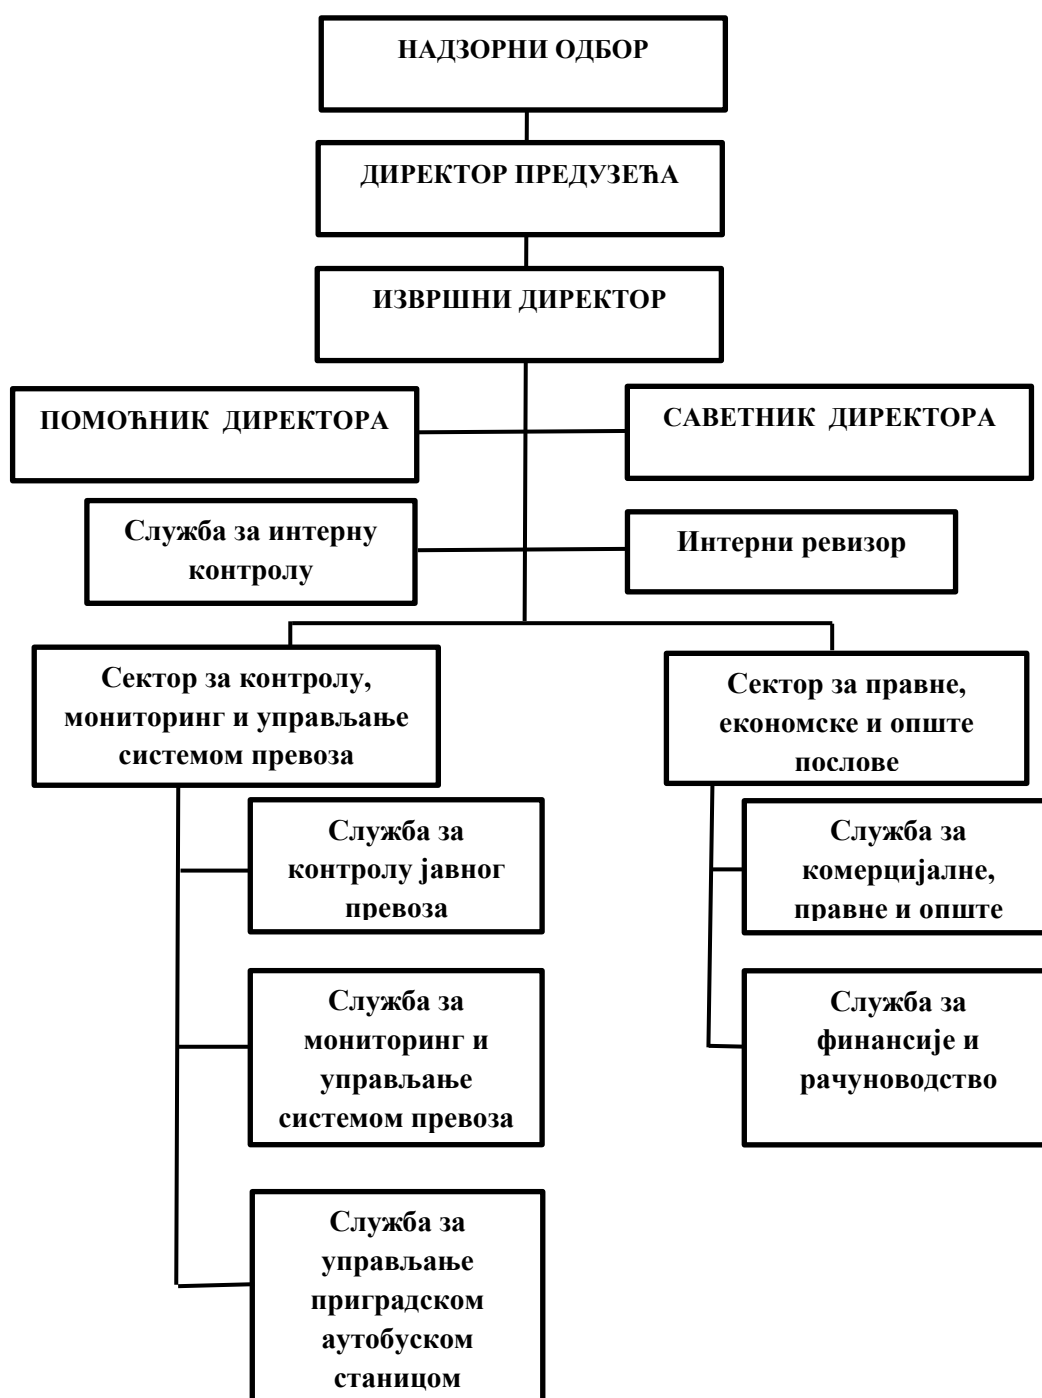 НАДЗОРНИ ОДБОР
ДИРЕКТОР ПРЕДУЗЕЋА
ИЗВРШНИ ДИРЕКТОР
ПОМОЋНИК ДИРЕКТОРА
САВЕТНИК ДИРЕКТОРА
Служба за интерну
контролу
Интерни ревизор
Сектор за контролу,
мониторинг и управљање
системом превоза
Сектор за правне,
економске и опште
послове
Служба за
контролу јавног
превоза
Служба за
комерцијалне,
правне и опште
Служба за
мониторинг и
управљање
системом превоза
Служба за
финансије и
рачуноводство
Служба за
управљање
приградском
аутобуском
станицом